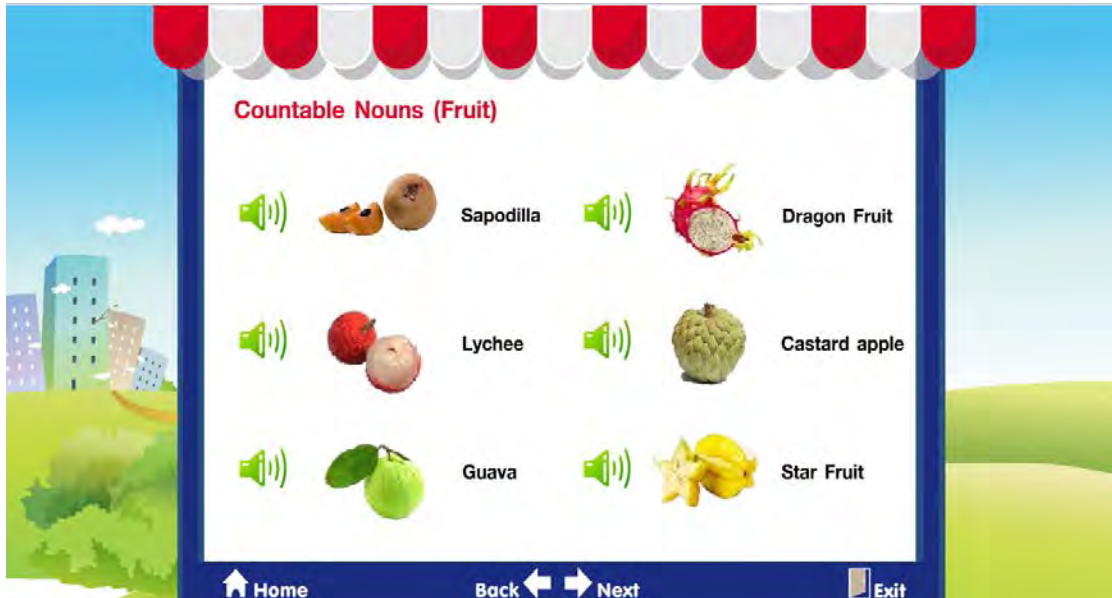 Countable Nouns (Fruit)
Sapodilla
Dragon Fruit
Lychee
Castard apple
Guava
Star Fruit
Home
Back
Next
Exit